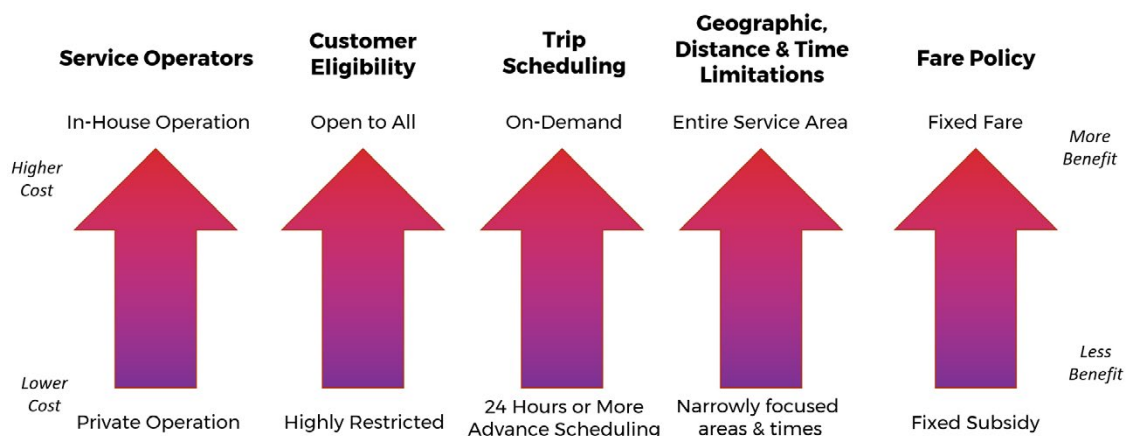 Service Operators
Customer
Eligibility
Trip
Scheduling
Geographic,
Distance & Time
Limitations
Fare Policy
In-House Operation
Open to All
On-Demand
Entire Service Area
Fixed Fare
Higher
Cost
More
Benefit
Lower
Cost
Less
Benefit
Private Operation
Highly Restricted
24 Hours or More
Advance Scheduling
Narrowly focused
areas & times
Fixed Subsidy